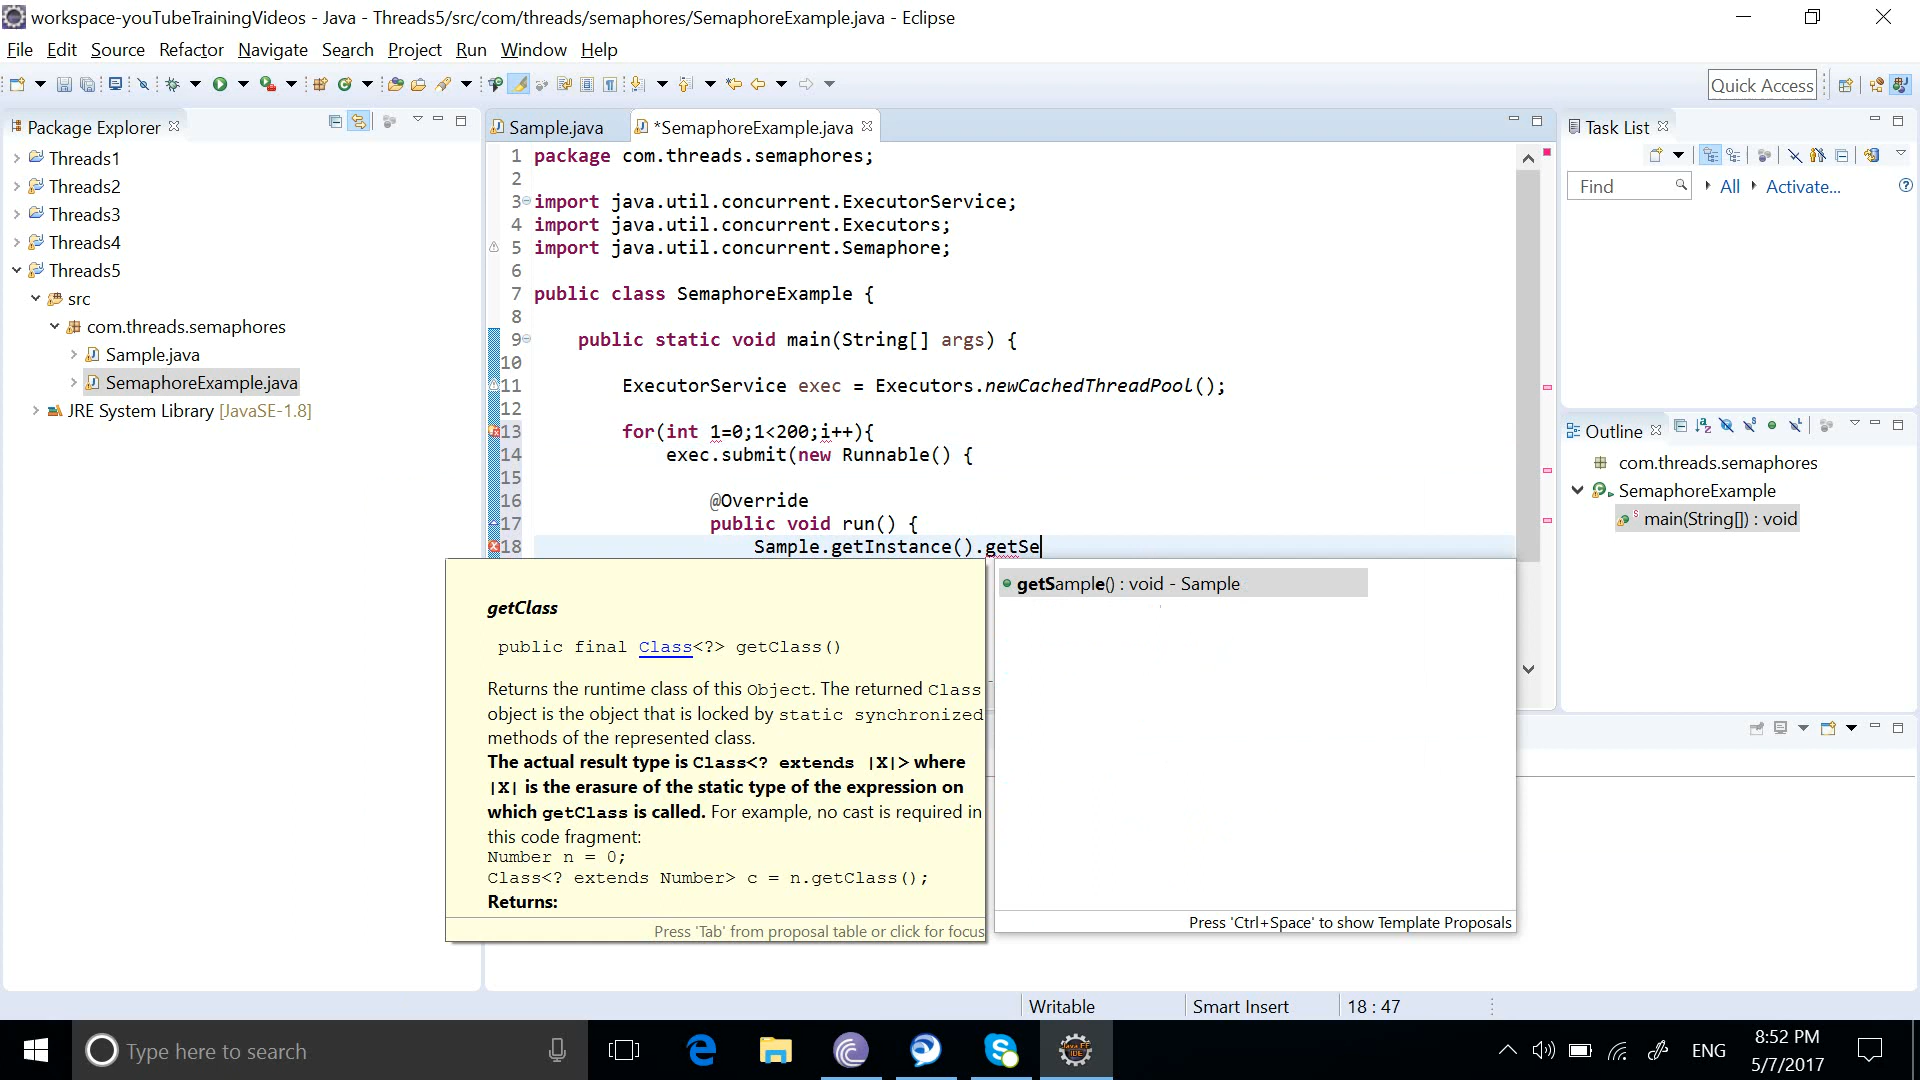 workspace-youTubeTrainingVideos - Java - Threads5/src/com/threads/semaphores/SemaphoreExample.java - Eclipse
File Edit Source Refactor Navigate Search Project Run Window Help
Quick Access
Package Explorer
Threads1
Threads2
Threads3
Threads4
Threads5
src
com.threads.semaphores
Sample.java
SemaphoreExample.java
JRE System Library [JavaSE-1.8]
Sample.java
*SemaphoreExample.java
1 package com.threads.semaphores;
2
3 import java.util.concurrent.ExecutorService;
4 import java.util.concurrent.Executors;
5 import java.util.concurrent.Semaphore;
6
7 public class SemaphoreExample {
8
9 public static void main(String[] args) {
10
11 ExecutorService exec = Executors.newCachedThreadPool();
12
13 for(int 1=0;1<200;i++){
14 exec.submit(new Runnable() {
15
16 @Override
17 public void run() {
18 Sample.getInstance().getSe
getClass
public final Class<?> getClass()
Returns the runtime class of this Object. The returned Class
object is the object that is locked by static synchronized
methods of the represented class.
The actual result type is Class<? extends |X|> where
|X| is the erasure of the static type of the expression on
which getClass is called. For example, no cast is required in
this code fragment:
Number n = 0;
Class<? extends Number> c = n.getClass();
Returns:
Press 'Tab' from proposal table or click for focus
getSample() : void - Sample
Press 'Ctrl+Space' to show Template Proposals
Task List
Find
All
Activate...
Outline
com.threads.semaphores
SemaphoreExample
main(String[]) : void
Writable
Smart Insert
18 : 47
Type here to search
ENG
8:52 PM
5/7/2017